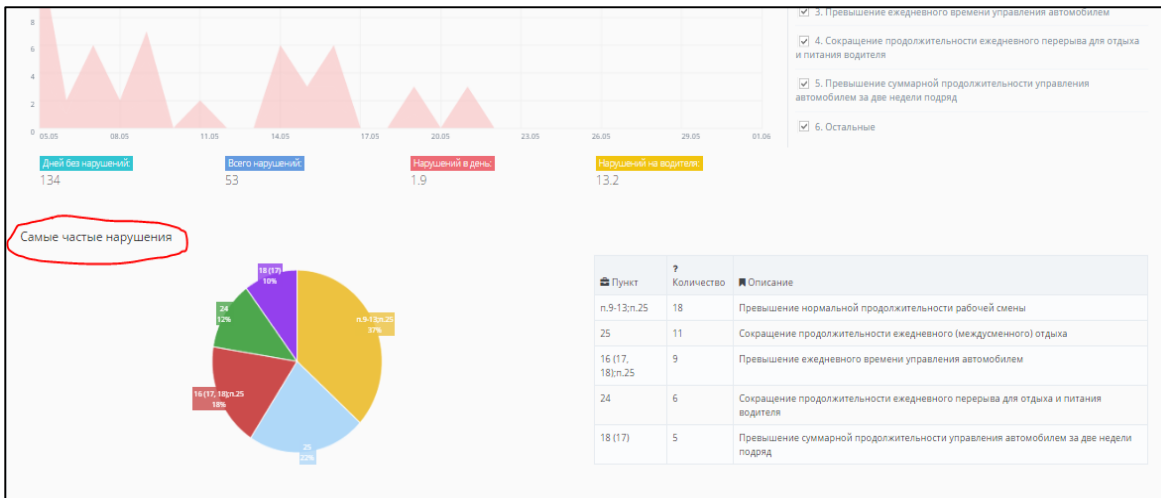 8
6
4
2
0
05.05 08.05 11.05 14.05 17.05 20.05 23.05 26.05 29.05 01.06
3. Превышение ежедневного времени управления автомобилем
4. Сокращение продолжительности ежедневного перерыва для отдыха
и питания водителя
5. Превышение суммарной продолжительности управления
автомобилем за две недели подряд
6. Остальные
Дней без нарушений: Всего нарушений: Нарушений в день: Нарушений на водителя:
134 53 1.9 13.2
Самые частые нарушения
18 (17)
10%
24
12%
п.9-13;п.25
37%
16 (17, 18);п.25
18%
25
22%
Пункт ? Количество Описание
п.9-13;п.25 18 Превышение нормальной продолжительности рабочей смены
25 11 Сокращение продолжительности ежедневного (междусменного) отдыха
16 (17, 9 Превышение ежедневного времени управления автомобилем
18);п.25
24 6 Сокращение продолжительности ежедневного перерыва для отдыха и питания
водителя
18 (17) 5 Превышение суммарной продолжительности управления автомобилем за две недели
подряд